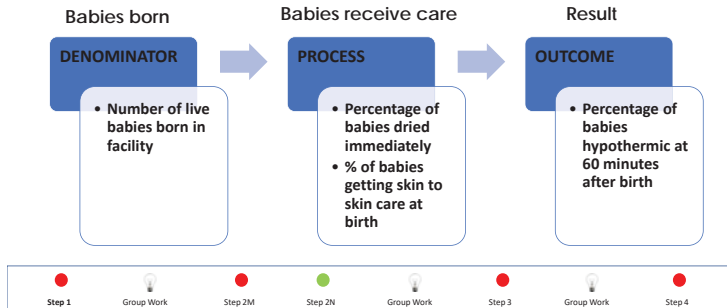 Babies born
Babies receive care
Result
DENOMINATOR
PROCESS
OUTCOME
• Number of live
babies born in
facility
• Percentage of
babies dried
immediately
• % of babies
getting skin to
skin care at
birth
• Percentage of
babies
hypothermic at
60 minutes
after birth
Step 1
Group Work
Step 2M
Step 2N
Group Work
Step 3
Group Work
Step 4